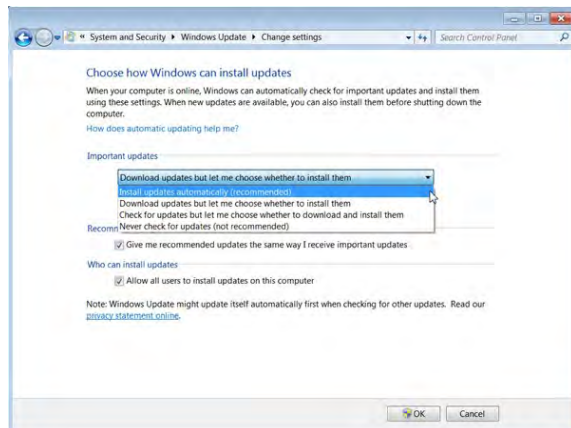 « System and Security ▸ Windows Update ▸ Change settings
Search Control Panel
Choose how Windows can install updates
When your computer is online, Windows can automatically check for important updates and install them
using these settings. When new updates are available, you can also install them before shutting down the
computer.
How does automatic updating help me?
Important updates
Download updates but let me choose whether to install them
Install updates automatically (recommended)
Download updates but let me choose whether to install them
Check for updates but let me choose whether to download and install them
Never check for updates (not recommended)
Recomm
Give me recommended updates the same way I receive important updates
Who can install updates
Allow all users to install updates on this computer
Note: Windows Update might update itself automatically first when checking for other updates. Read our
privacy statement online.
OK
Cancel